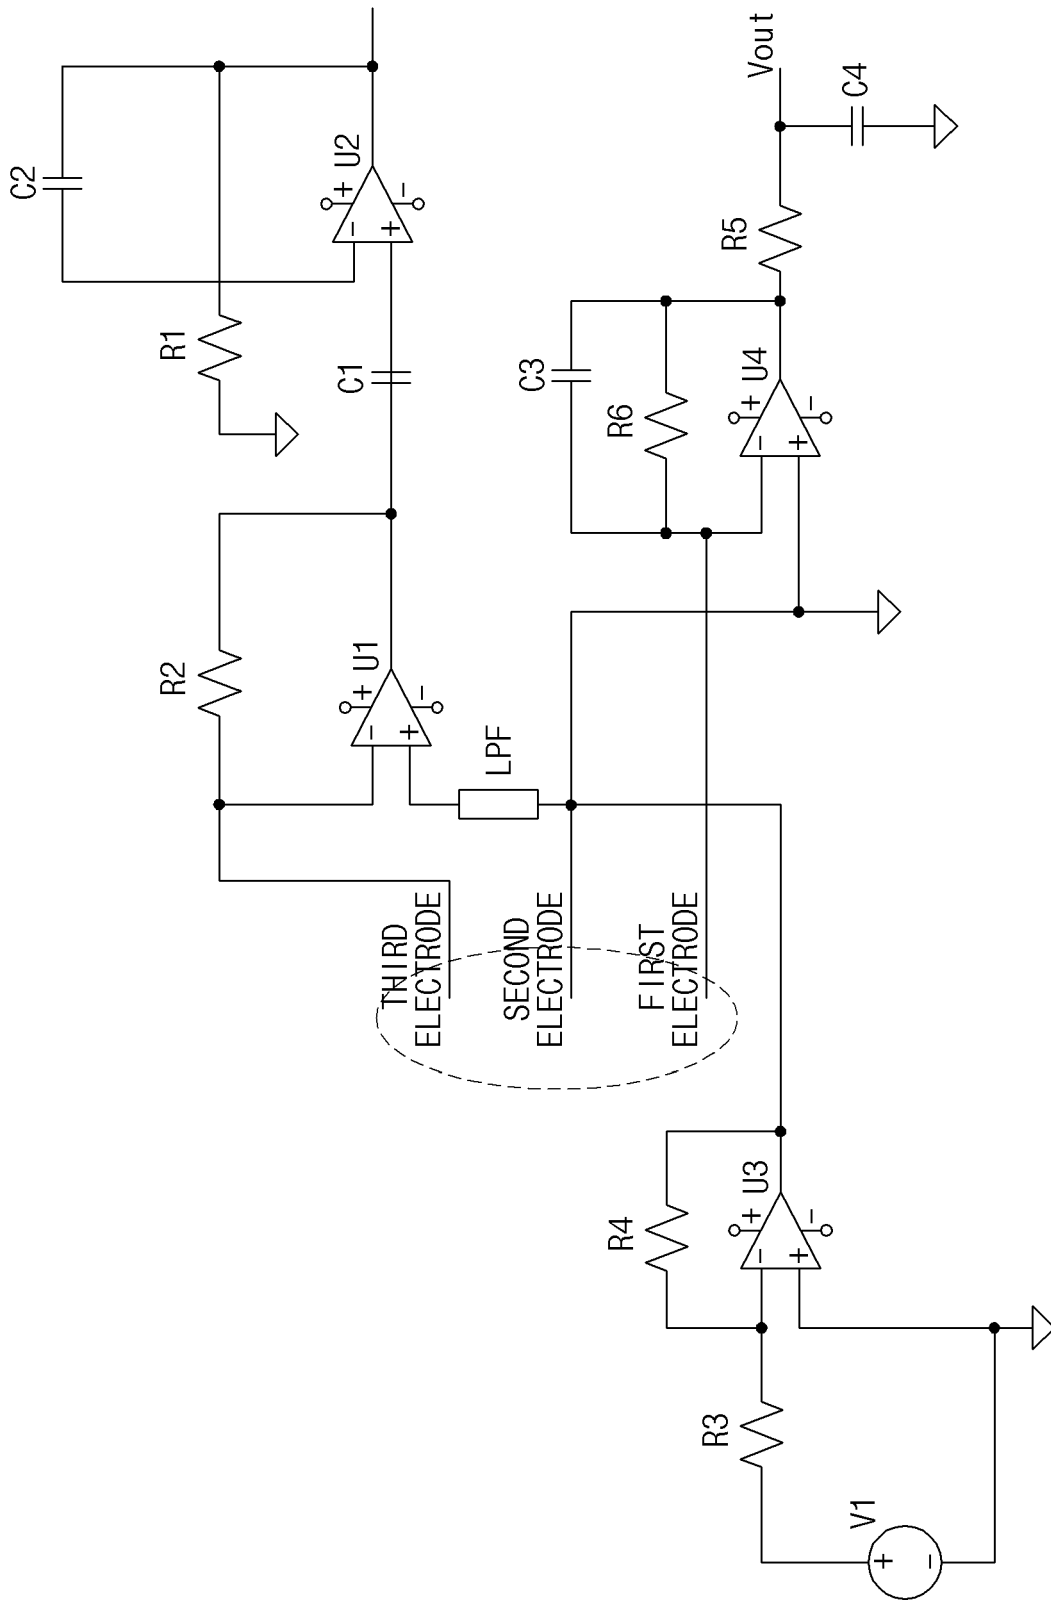 C2
U2
+
-
-
+
R1
C1
Vout
C4
R5
C3
R6
U4
+
-
-
+
R2
U1
+
-
-
+
LPF
THIRD
ELECTRODE
SECOND
ELECTRODE
FIRST
ELECTRODE
R4
U3
+
-
-
+
R3
V1
+
-